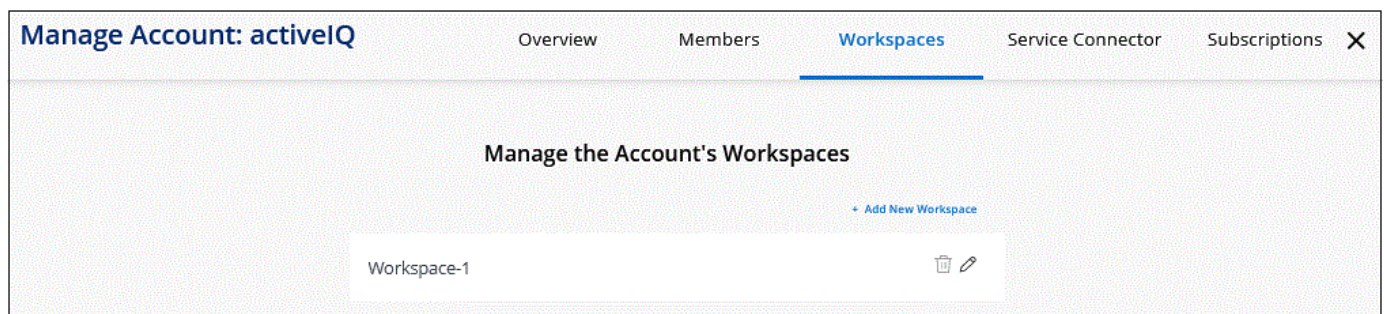 Manage Account: activeIQ
Overview Members Workspaces Service Connector Subscriptions
Manage the Account's Workspaces
+ Add New Workspace
Workspace-1